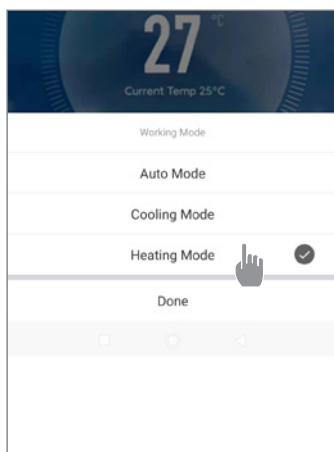 27 °C
Current Temp 25°C
Working Mode
Auto Mode
Cooling Mode
Heating Mode
Done